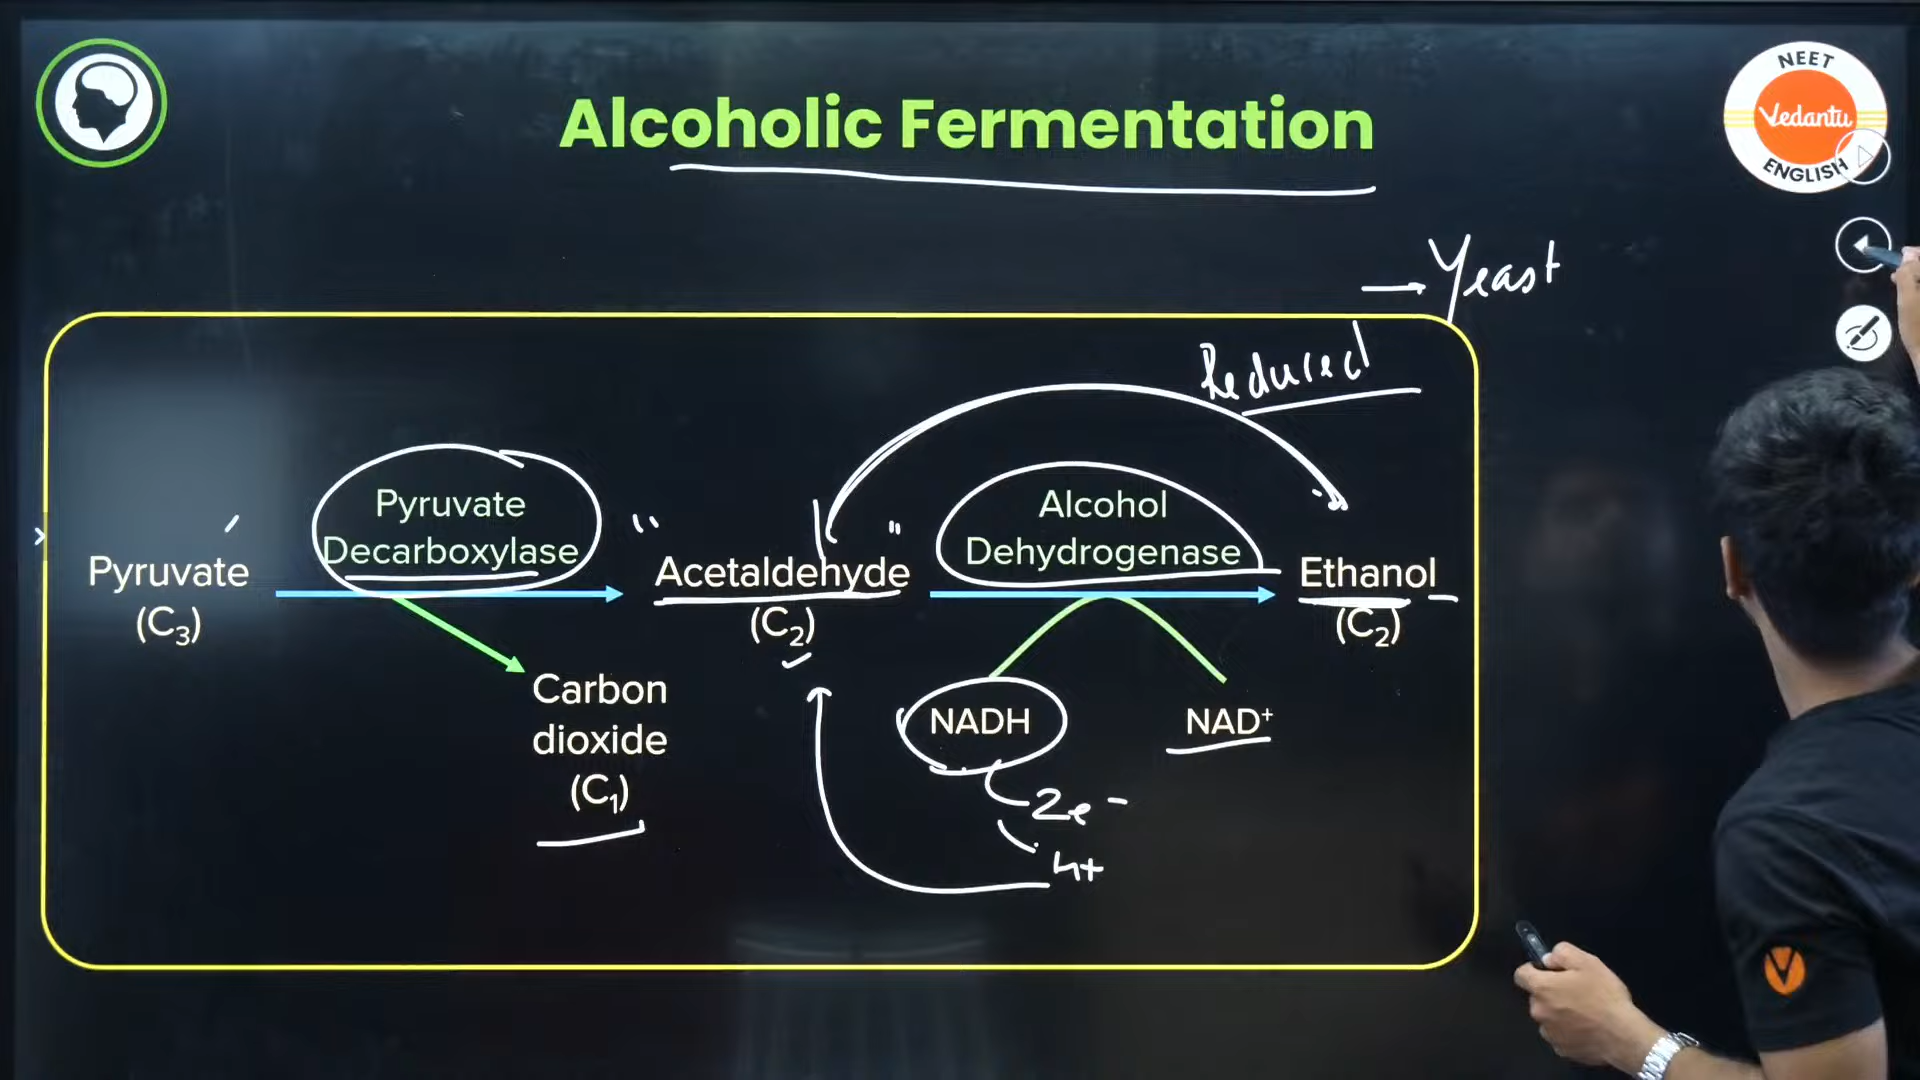 NEET
Vedantu
ENGLISH
Alcoholic Fermentation
→ Yeast
Reduced
Pyruvate
Decarboxylase
Alcohol
Dehydrogenase
Pyruvate
(C₃)
" Acetaldehyde "
(C₂)
Ethanol
(C₂)
Carbon
dioxide
(C₁)
NADH
NAD⁺
2e⁻
H+